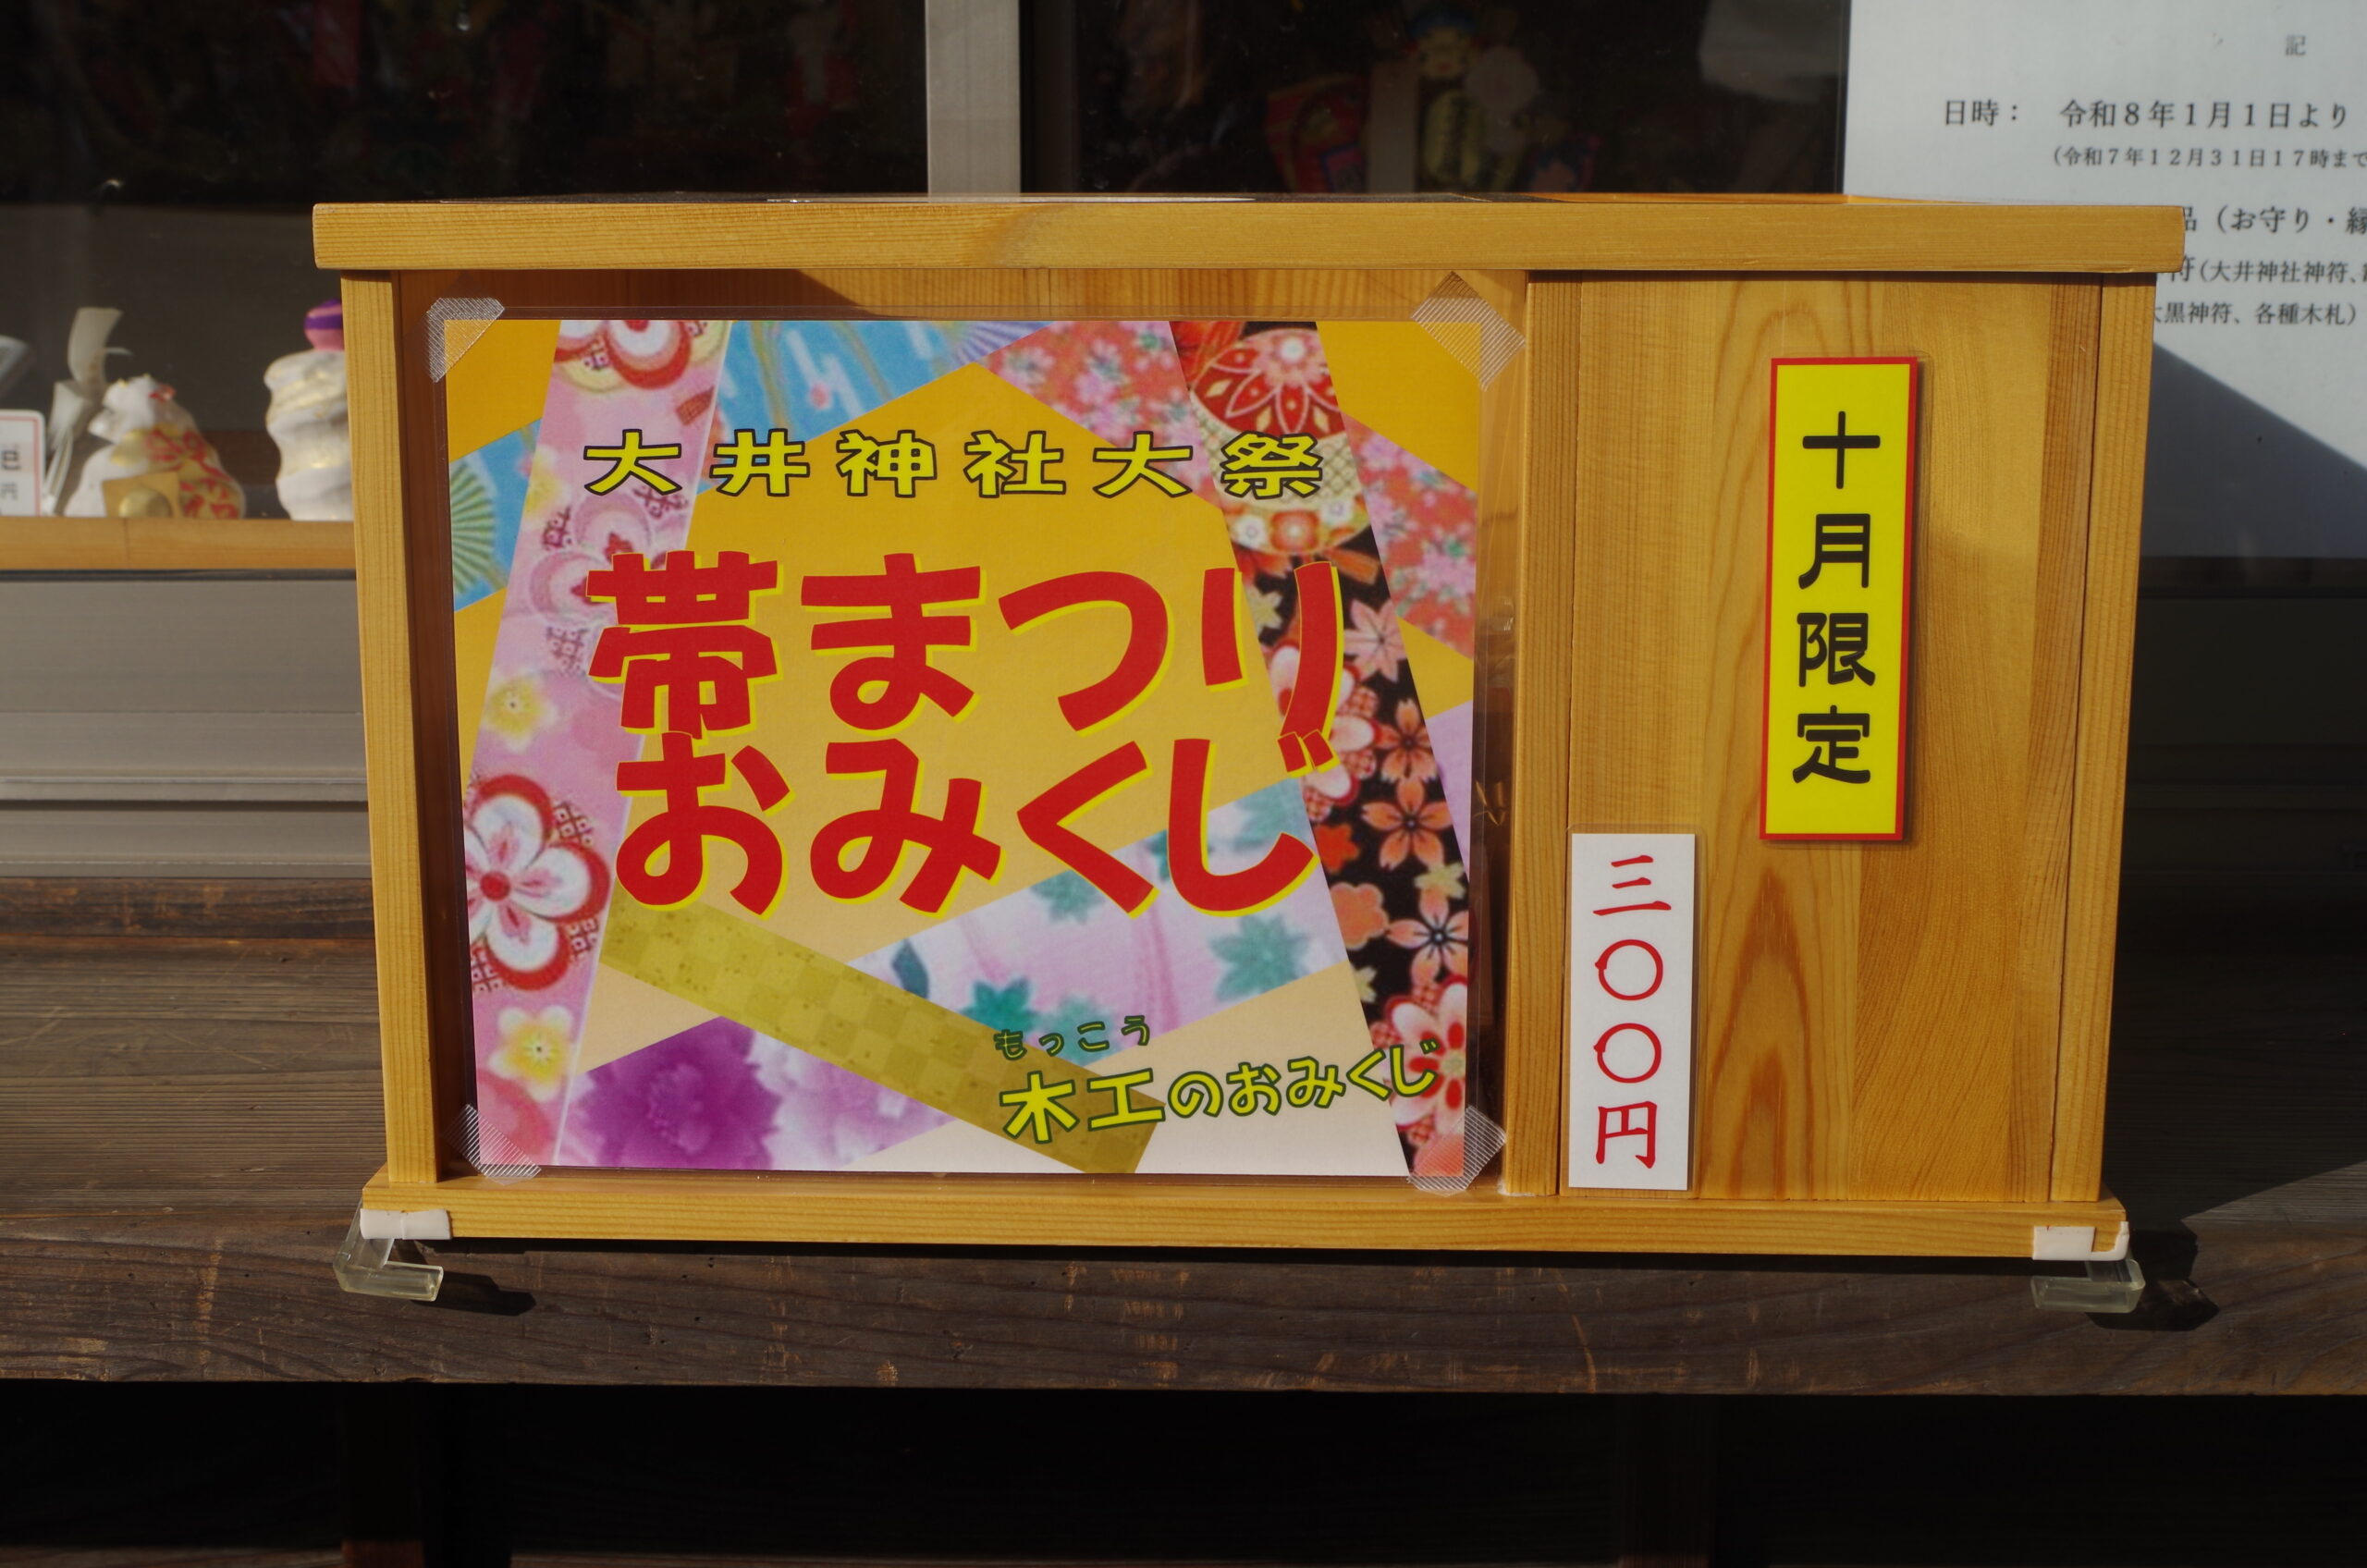 大井神社大祭
帯まつり
おみくじ
もっこう
木工のおみくじ
十月限定
三〇〇円
記
日時： 令和８年１月１日より
（令和７年１２月３１日１７時まで
品（お守り・縁
符（大井神社神符、
大黒神符、各種木札）
巳
円